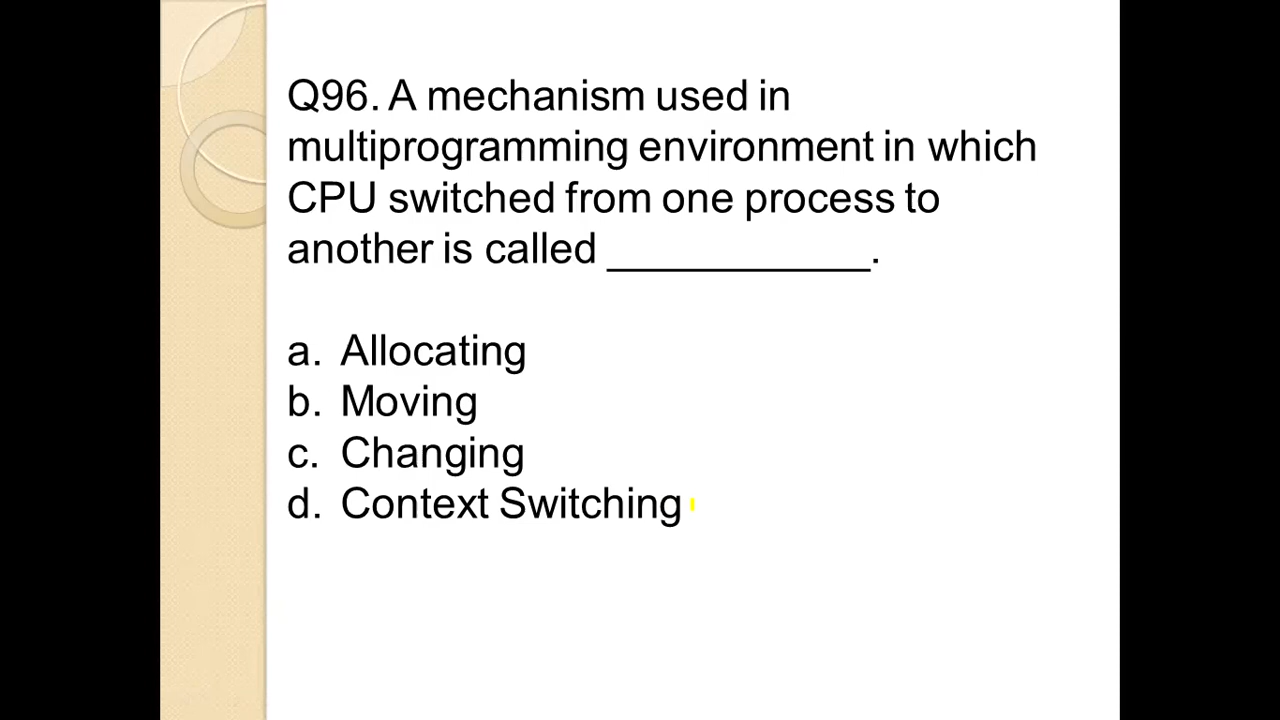 Q96. A mechanism used in
multiprogramming environment in which
CPU switched from one process to
another is called ___________.
a. Allocating
b. Moving
c. Changing
d. Context Switching